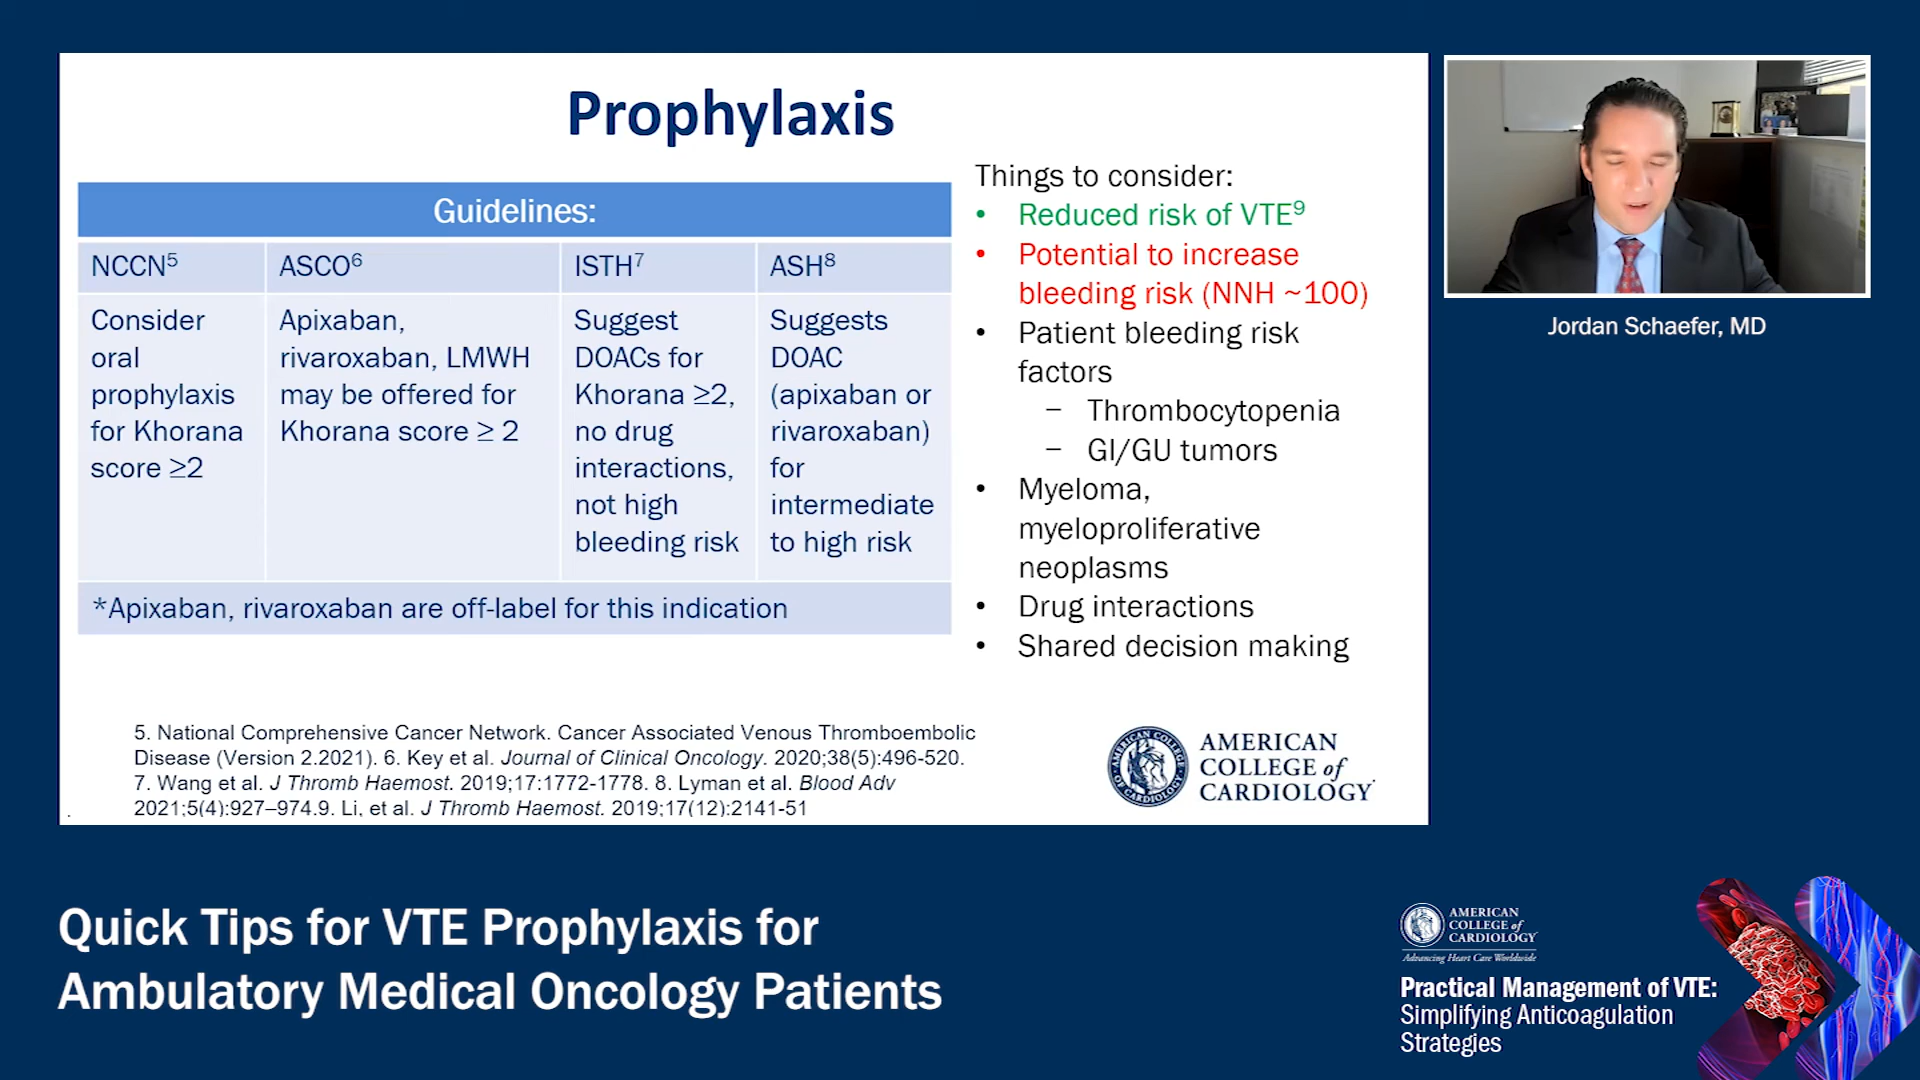 Prophylaxis
Guidelines:
NCCN⁵
ASCO⁶
ISTH⁷
ASH⁸
Consider
oral
prophylaxis
for Khorana
score ≥2
Apixaban,
rivaroxaban, LMWH
may be offered for
Khorana score ≥ 2
Suggest
DOACs for
Khorana ≥2,
no drug
interactions,
not high
bleeding risk
Suggests
DOAC
(apixaban or
rivaroxaban)
for
intermediate
to high risk
*Apixaban, rivaroxaban are off-label for this indication
Things to consider:
• Reduced risk of VTE⁹
• Potential to increase
bleeding risk (NNH ~100)
• Patient bleeding risk
factors
– Thrombocytopenia
– GI/GU tumors
• Myeloma,
myeloproliferative
neoplasms
• Drug interactions
• Shared decision making
5. National Comprehensive Cancer Network. Cancer Associated Venous Thromboembolic
Disease (Version 2.2021). 6. Key et al. Journal of Clinical Oncology. 2020;38(5):496-520.
7. Wang et al. J Thromb Haemost. 2019;17:1772-1778. 8. Lyman et al. Blood Adv
2021;5(4):927–974.9. Li, et al. J Thromb Haemost. 2019;17(12):2141-51
AMERICAN
COLLEGE of
CARDIOLOGY
Jordan Schaefer, MD
Quick Tips for VTE Prophylaxis for
Ambulatory Medical Oncology Patients
AMERICAN
COLLEGE of
CARDIOLOGY
Advancing Heart Care Worldwide
Practical Management of VTE:
Simplifying Anticoagulation
Strategies